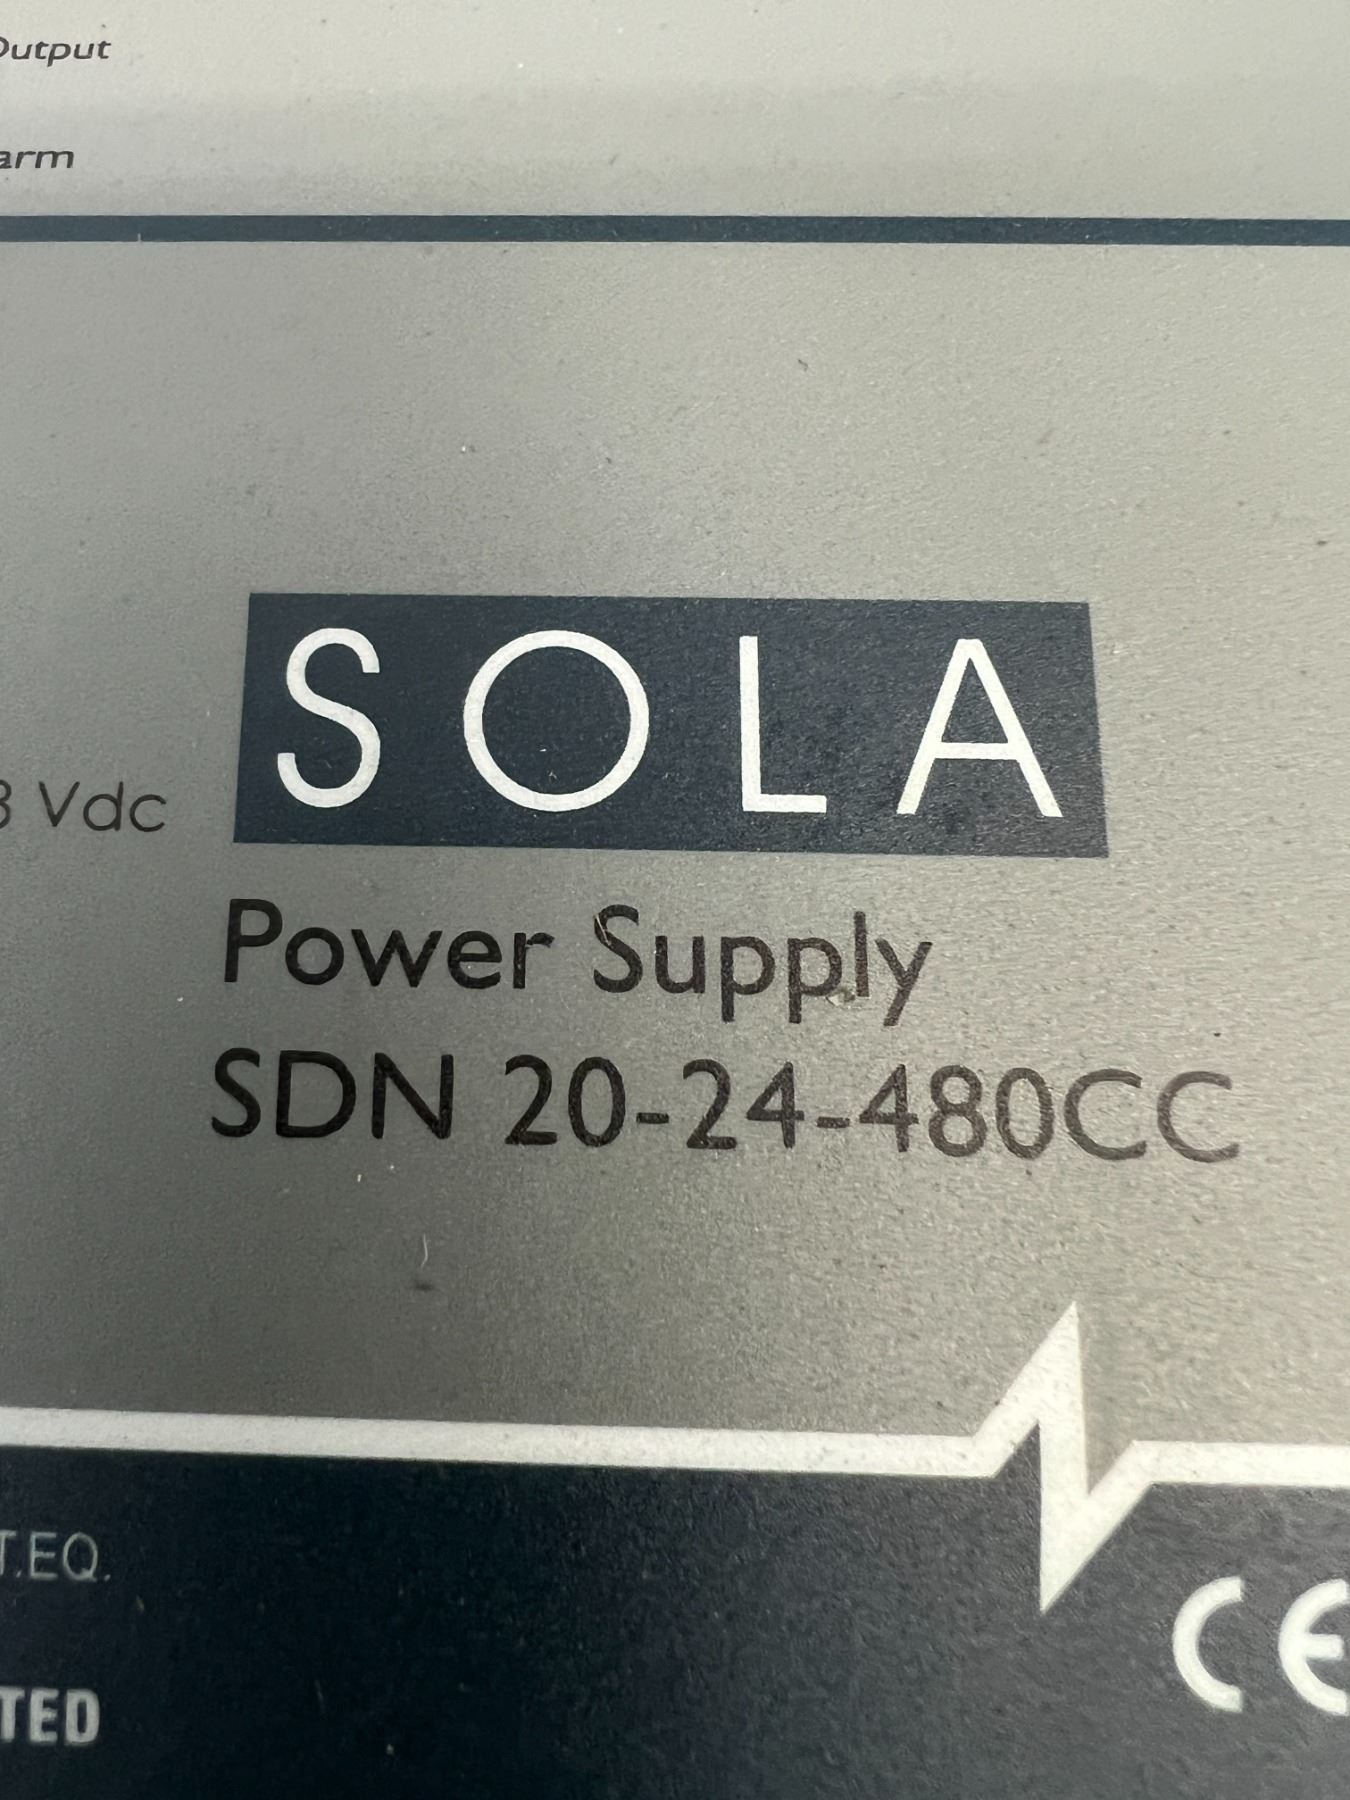 Output
arm
SOLA
3 Vdc
Power Supply
SDN 20-24-480CC
T.EQ.
CE
TED